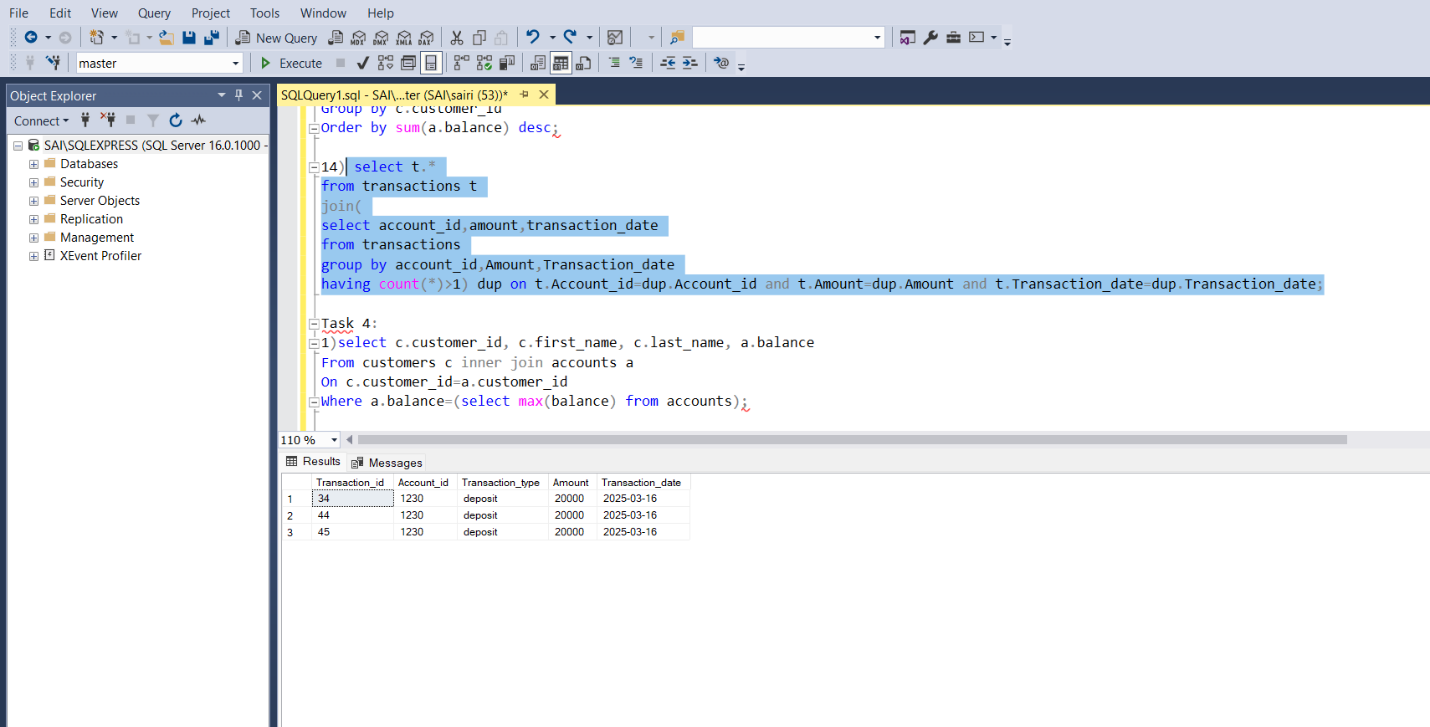 File Edit View Query Project Tools Window Help
New Query MDX DMX XMLA DAX
master Execute
Object Explorer
Connect
SAI\SQLEXPRESS (SQL Server 16.0.1000 -
Databases
Security
Server Objects
Replication
Management
XEvent Profiler
SQLQuery1.sql - SAI\...ter (SAI\sairi (53))*
Group by c.customer_id
Order by sum(a.balance) desc;
14) select t.*
from transactions t
join(
select account_id,amount,transaction_date
from transactions
group by account_id,Amount,Transaction_date
having count(*)>1) dup on t.Account_id=dup.Account_id and t.Amount=dup.Amount and t.Transaction_date=dup.Transaction_date;
Task 4:
1)select c.customer_id, c.first_name, c.last_name, a.balance
From customers c inner join accounts a
On c.customer_id=a.customer_id
Where a.balance=(select max(balance) from accounts);
110 %
Results Messages
Transaction_id Account_id Transaction_type Amount Transaction_date
1 34 1230 deposit 20000 2025-03-16
2 44 1230 deposit 20000 2025-03-16
3 45 1230 deposit 20000 2025-03-16